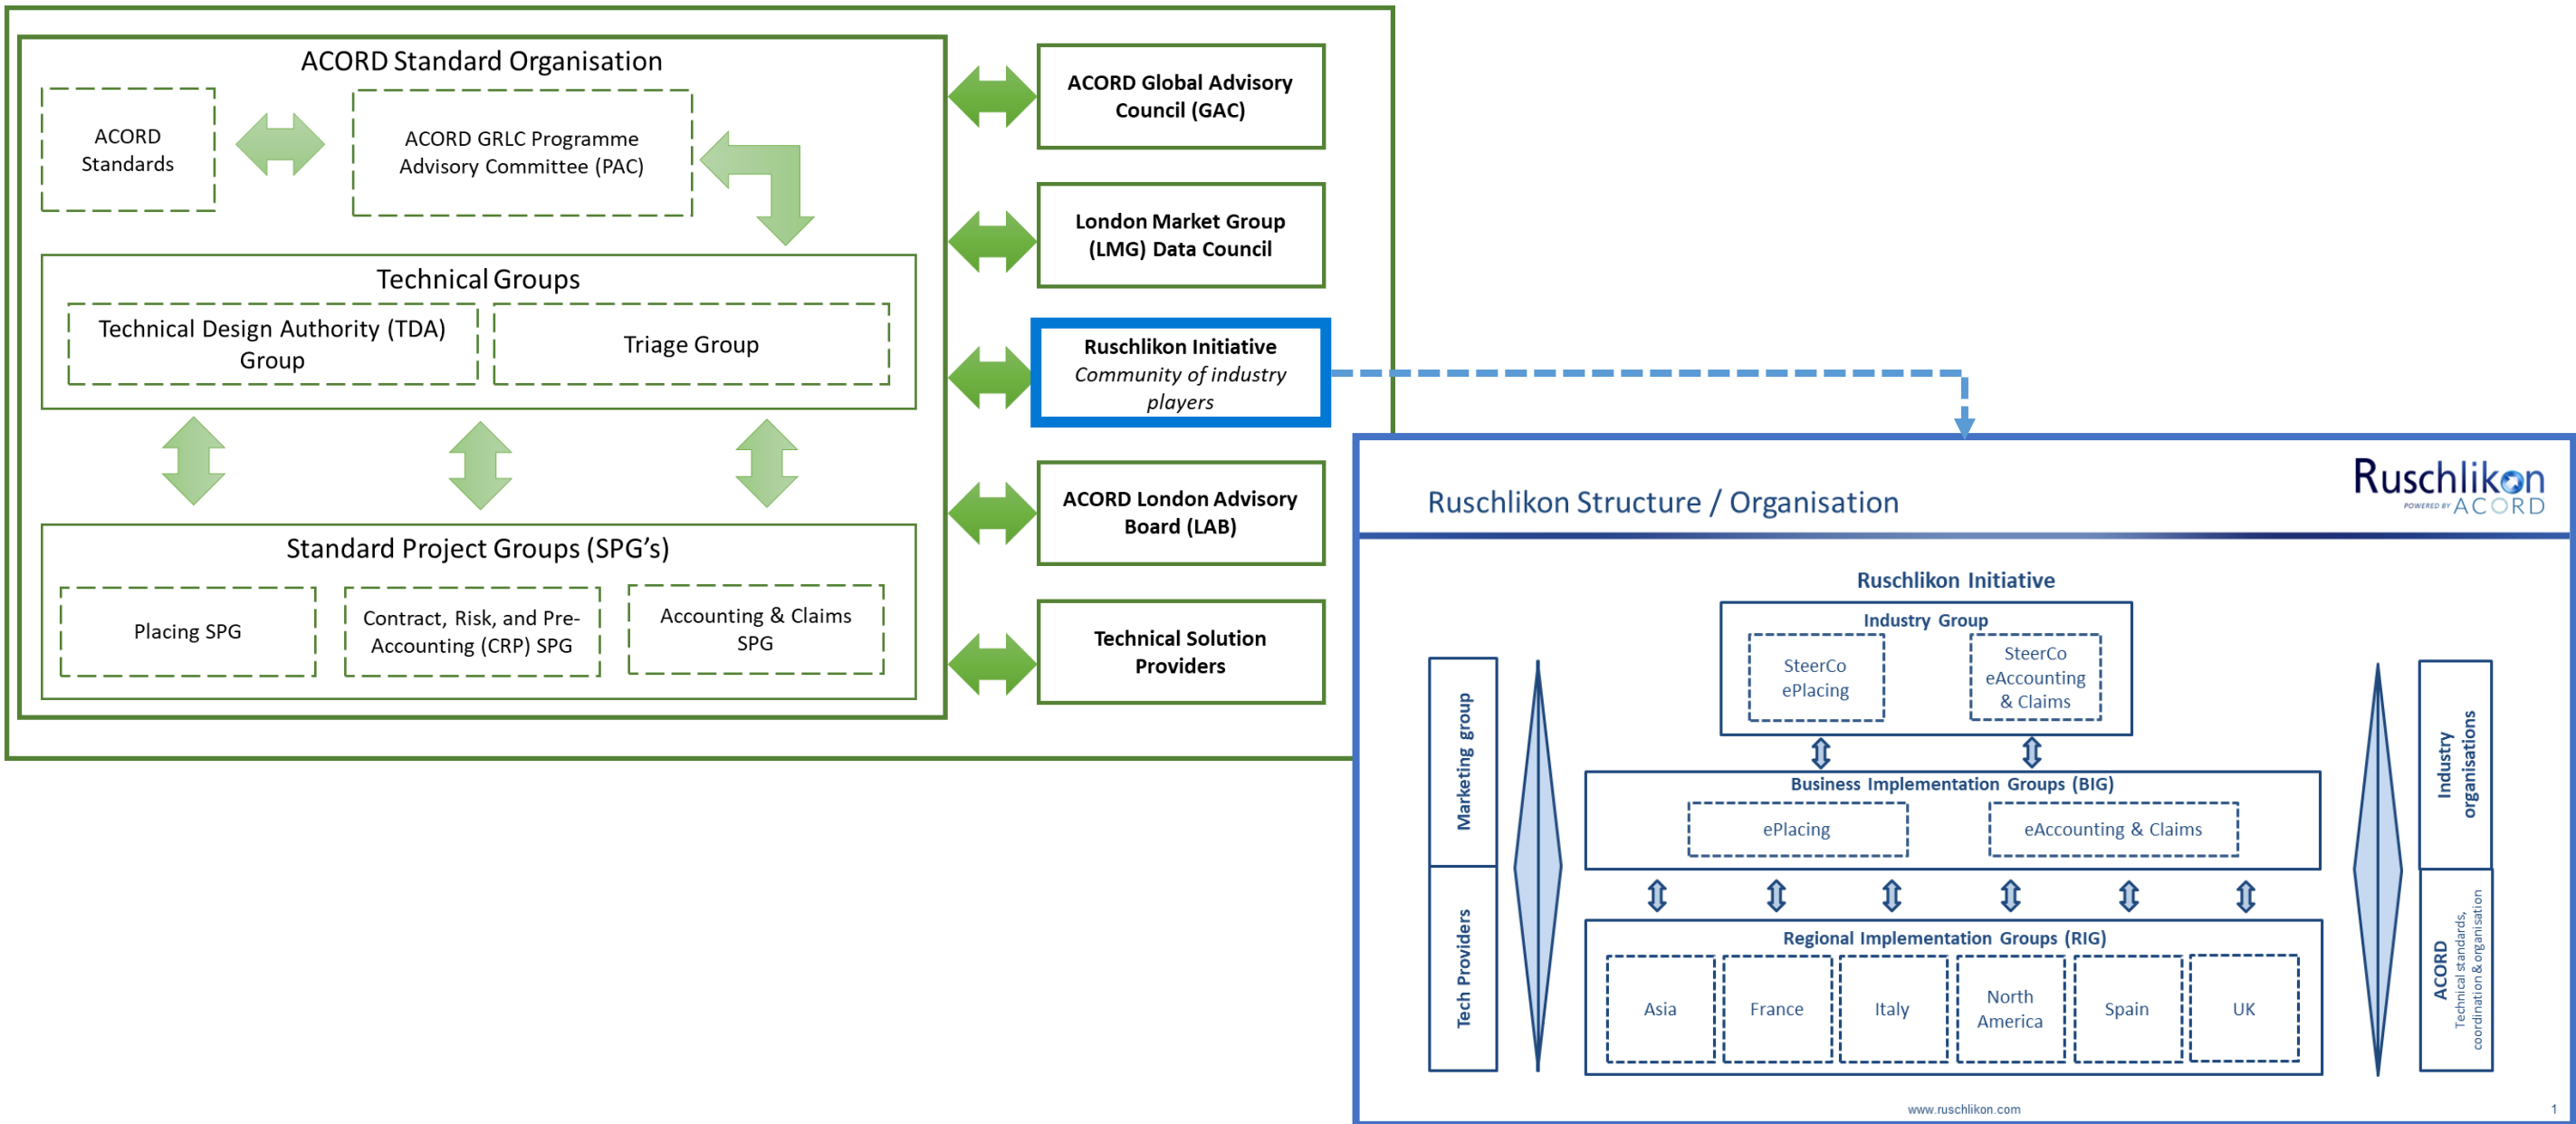 ACORD Standard Organisation
ACORD
Standards
ACORD GRLC Programme
Advisory Committee (PAC)
Technical Groups
Technical Design Authority (TDA)
Group
Triage Group
Standard Project Groups (SPG's)
Placing SPG
Contract, Risk, and Pre-
Accounting (CRP) SPG
Accounting & Claims
SPG
ACORD Global Advisory
Council (GAC)
London Market Group
(LMG) Data Council
Ruschlikon Initiative
Community of industry
players
ACORD London Advisory
Board (LAB)
Technical Solution
Providers
Ruschlikon Structure / Organisation
Ruschlikon
POWERED BY ACORD
Ruschlikon Initiative
Industry Group
SteerCo
ePlacing
SteerCo
eAccounting
& Claims
Business Implementation Groups (BIG)
ePlacing
eAccounting & Claims
Regional Implementation Groups (RIG)
Asia
France
Italy
North
America
Spain
UK
Marketing group
Tech Providers
Industry
organisations
ACORD
Technical standards,
coordination & organisation
www.ruschlikon.com
1